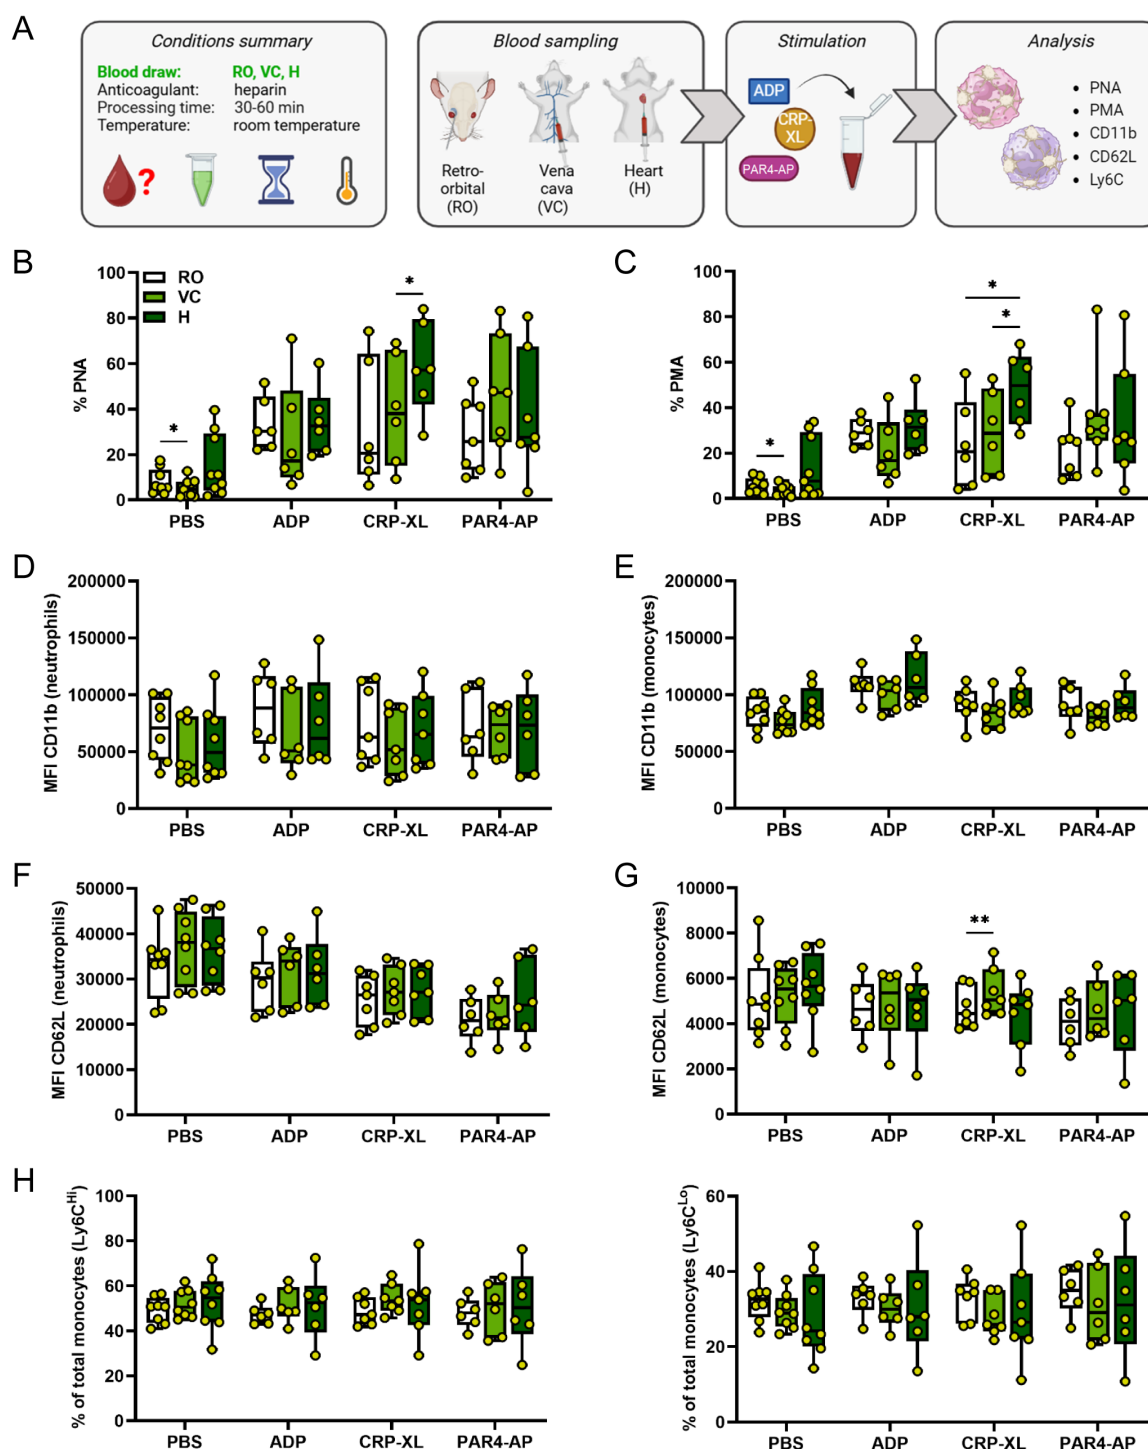 A
Conditions summary
Blood draw: RO, VC, H
Anticoagulant: heparin
Processing time: 30-60 min
Temperature: room temperature
?
Blood sampling
Retro-
orbital
(RO)
Vena
cava
(VC)
Heart
(H)
Stimulation
ADP
CRP-
XL
PAR4-AP
Analysis
• PNA
• PMA
• CD11b
• CD62L
• Ly6C
B
% PNA
100
80
60
40
20
0
RO
VC
H
*
*
PBS ADP CRP-XL PAR4-AP
C
% PMA
100
80
60
40
20
0
*
*
*
PBS ADP CRP-XL PAR4-AP
D
MFI CD11b (neutrophils)
200000
150000
100000
50000
0
PBS ADP CRP-XL PAR4-AP
E
MFI CD11b (monocytes)
200000
150000
100000
50000
0
PBS ADP CRP-XL PAR4-AP
F
MFI CD62L (neutrophils)
50000
40000
30000
20000
10000
0
PBS ADP CRP-XL PAR4-AP
G
MFI CD62L (monocytes)
10000
8000
6000
4000
2000
0
**
PBS ADP CRP-XL PAR4-AP
H
% of total monocytes (Ly6CHi)
100
80
60
40
20
0
PBS ADP CRP-XL PAR4-AP
% of total monocytes (Ly6CLo)
60
40
20
0
PBS ADP CRP-XL PAR4-AP